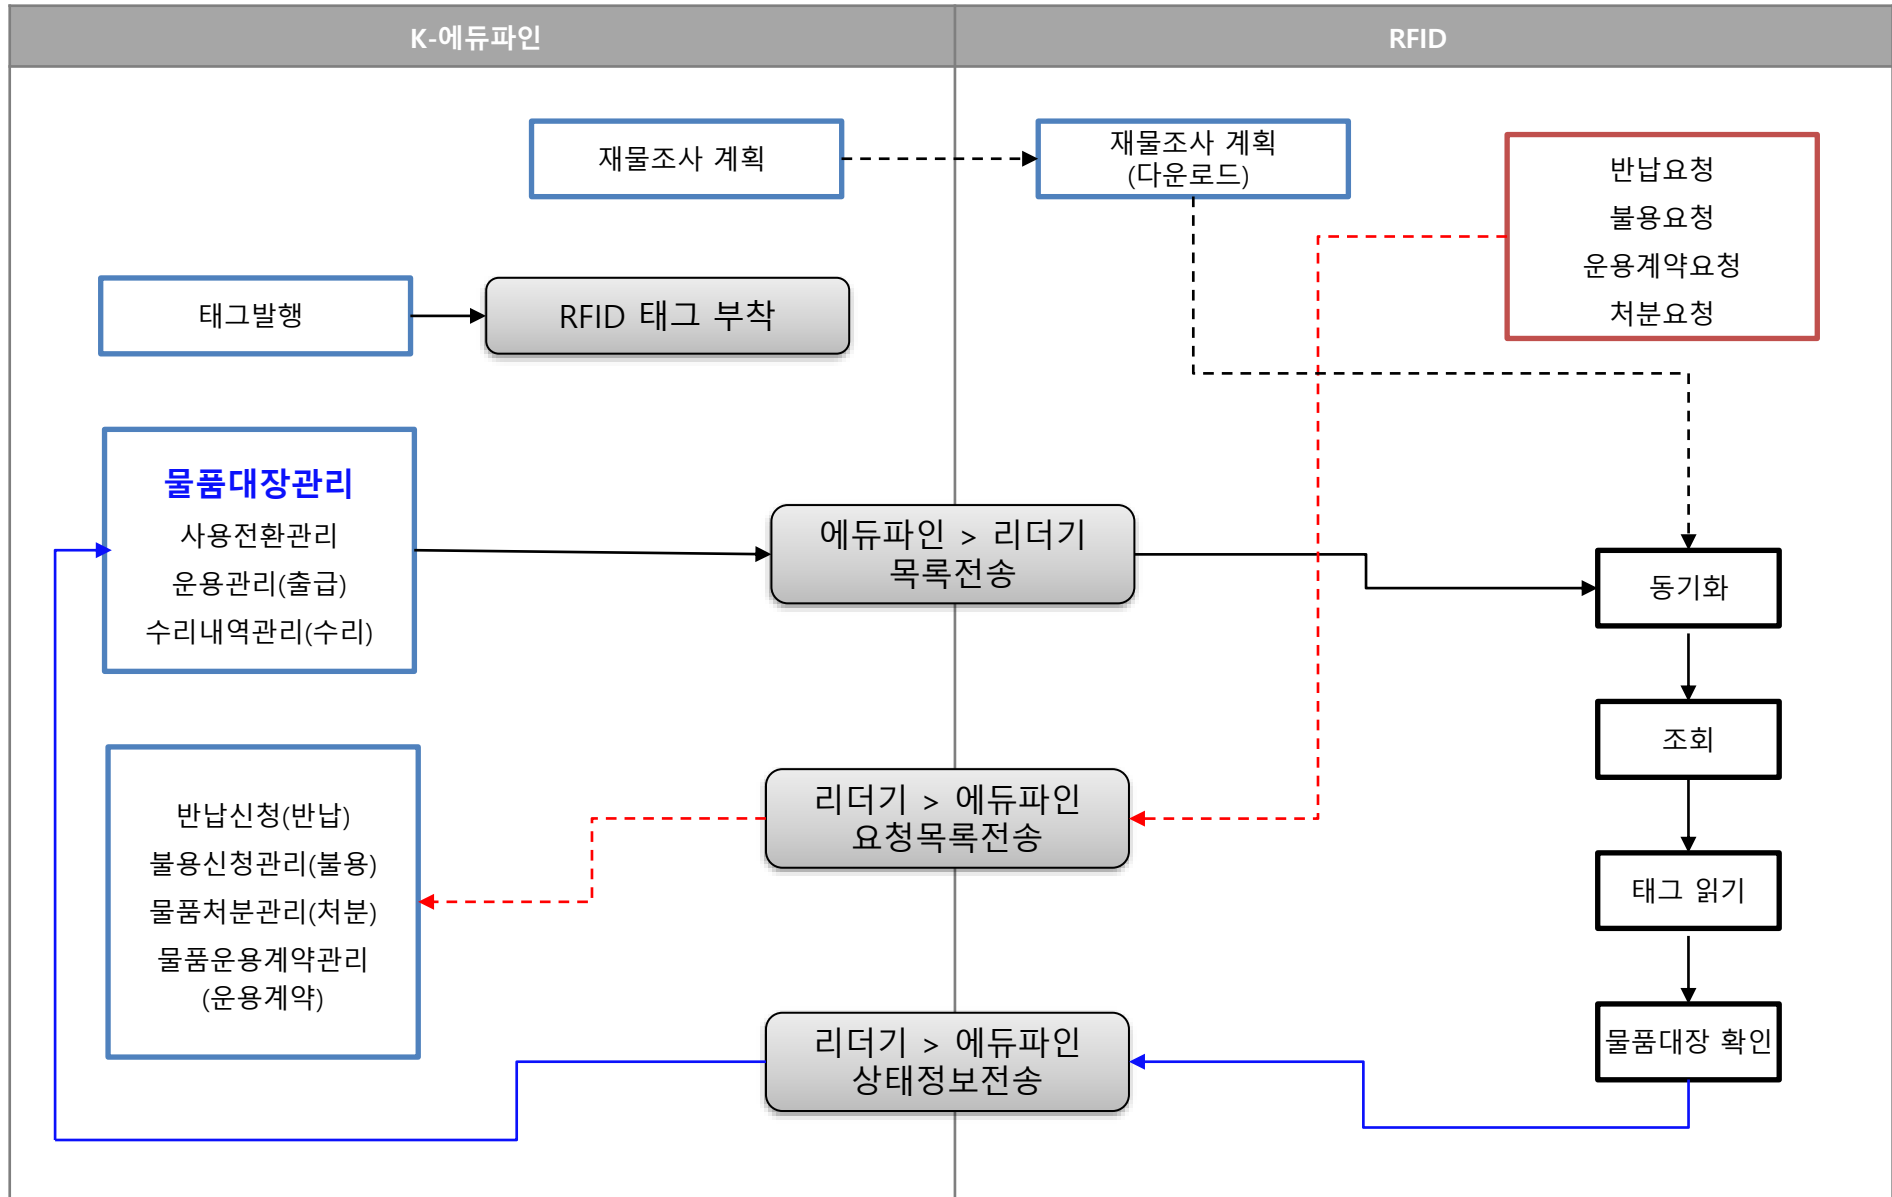 K-에듀파인
RFID
재물조사 계획
재물조사 계획
(다운로드)
반납요청
불용요청
운용계약요청
처분요청
태그발행
RFID 태그 부착
물품대장관리
사용전환관리
운용관리(출급)
수리내역관리(수리)
에듀파인 > 리더기
목록전송
동기화
조회
반납신청(반납)
불용신청관리(불용)
물품처분관리(처분)
물품운용계약관리
(운용계약)
리더기 > 에듀파인
요청목록전송
태그 읽기
리더기 > 에듀파인
상태정보전송
물품대장 확인